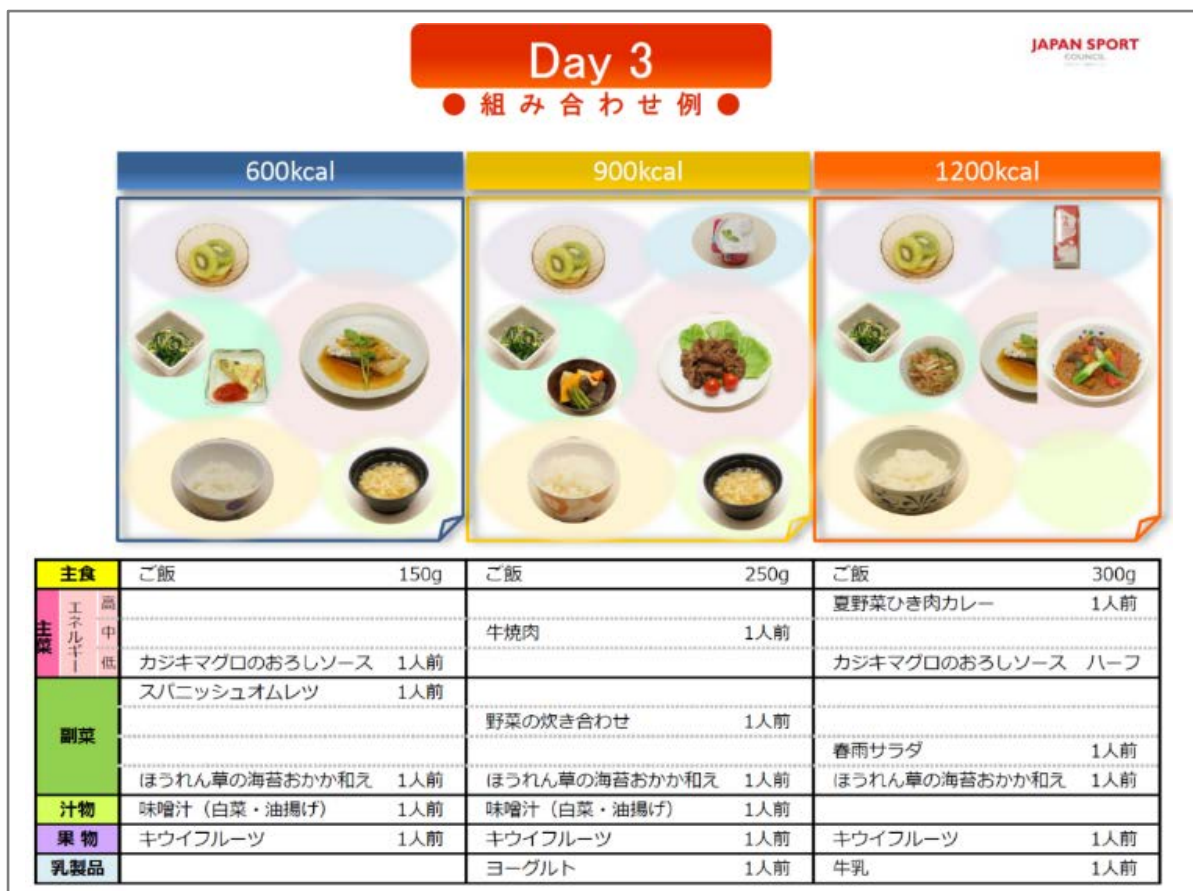 Day 3
JAPAN SPORT
COUNCIL
●組み合わせ例●
600kcal 900kcal 1200kcal
主食 ご飯 150g ご飯 250g ご飯 300g
主菜 エネルギー 高 夏野菜ひき肉カレー 1人前
中 牛焼肉 1人前
低 カジキマグロのおろしソース 1人前 カジキマグロのおろしソース ハーフ
副菜 スパニッシュオムレツ 1人前
野菜の炊き合わせ 1人前
春雨サラダ 1人前
ほうれん草の海苔おかか和え 1人前 ほうれん草の海苔おかか和え 1人前 ほうれん草の海苔おかか和え 1人前
汁物 味噌汁（白菜・油揚げ） 1人前 味噌汁（白菜・油揚げ） 1人前
果物 キウイフルーツ 1人前 キウイフルーツ 1人前 キウイフルーツ 1人前
乳製品 ヨーグルト 1人前 牛乳 1人前